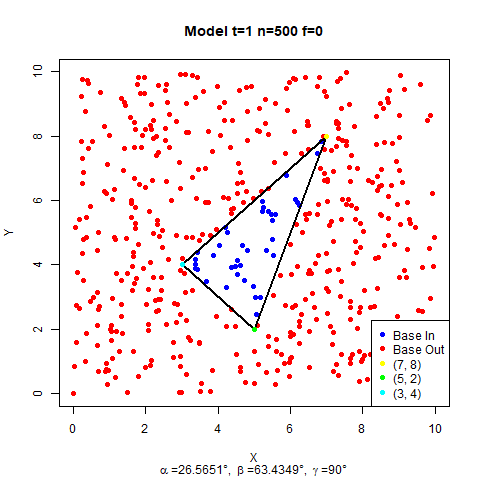 Model t=1 n=500 f=0
10
8
6
4
2
0
Y
Base In
Base Out
(7, 8)
(5, 2)
(3, 4)
0 2 4 6 8 10
X
α=26.5651°, β=63.4349°, γ=90°